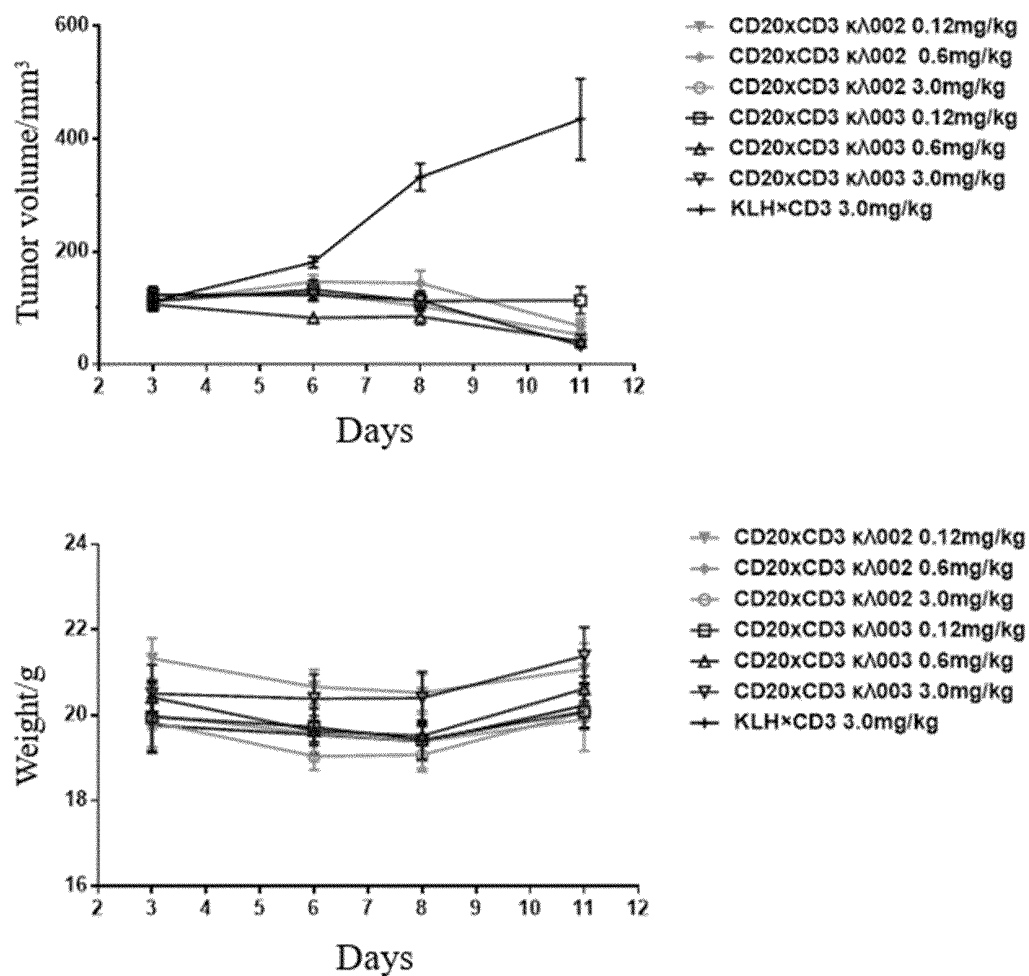 600
400
200
0
Tumor volume/mm³
2 3 4 5 6 7 8 9 10 11 12
Days
CD20xCD3 κλ002 0.12mg/kg
CD20xCD3 κλ002 0.6mg/kg
CD20xCD3 κλ002 3.0mg/kg
CD20xCD3 κλ003 0.12mg/kg
CD20xCD3 κλ003 0.6mg/kg
CD20xCD3 κλ003 3.0mg/kg
KLH×CD3 3.0mg/kg
24
22
20
18
16
Weight/g
2 3 4 5 6 7 8 9 10 11 12
Days
CD20xCD3 κλ002 0.12mg/kg
CD20xCD3 κλ002 0.6mg/kg
CD20xCD3 κλ002 3.0mg/kg
CD20xCD3 κλ003 0.12mg/kg
CD20xCD3 κλ003 0.6mg/kg
CD20xCD3 κλ003 3.0mg/kg
KLH×CD3 3.0mg/kg